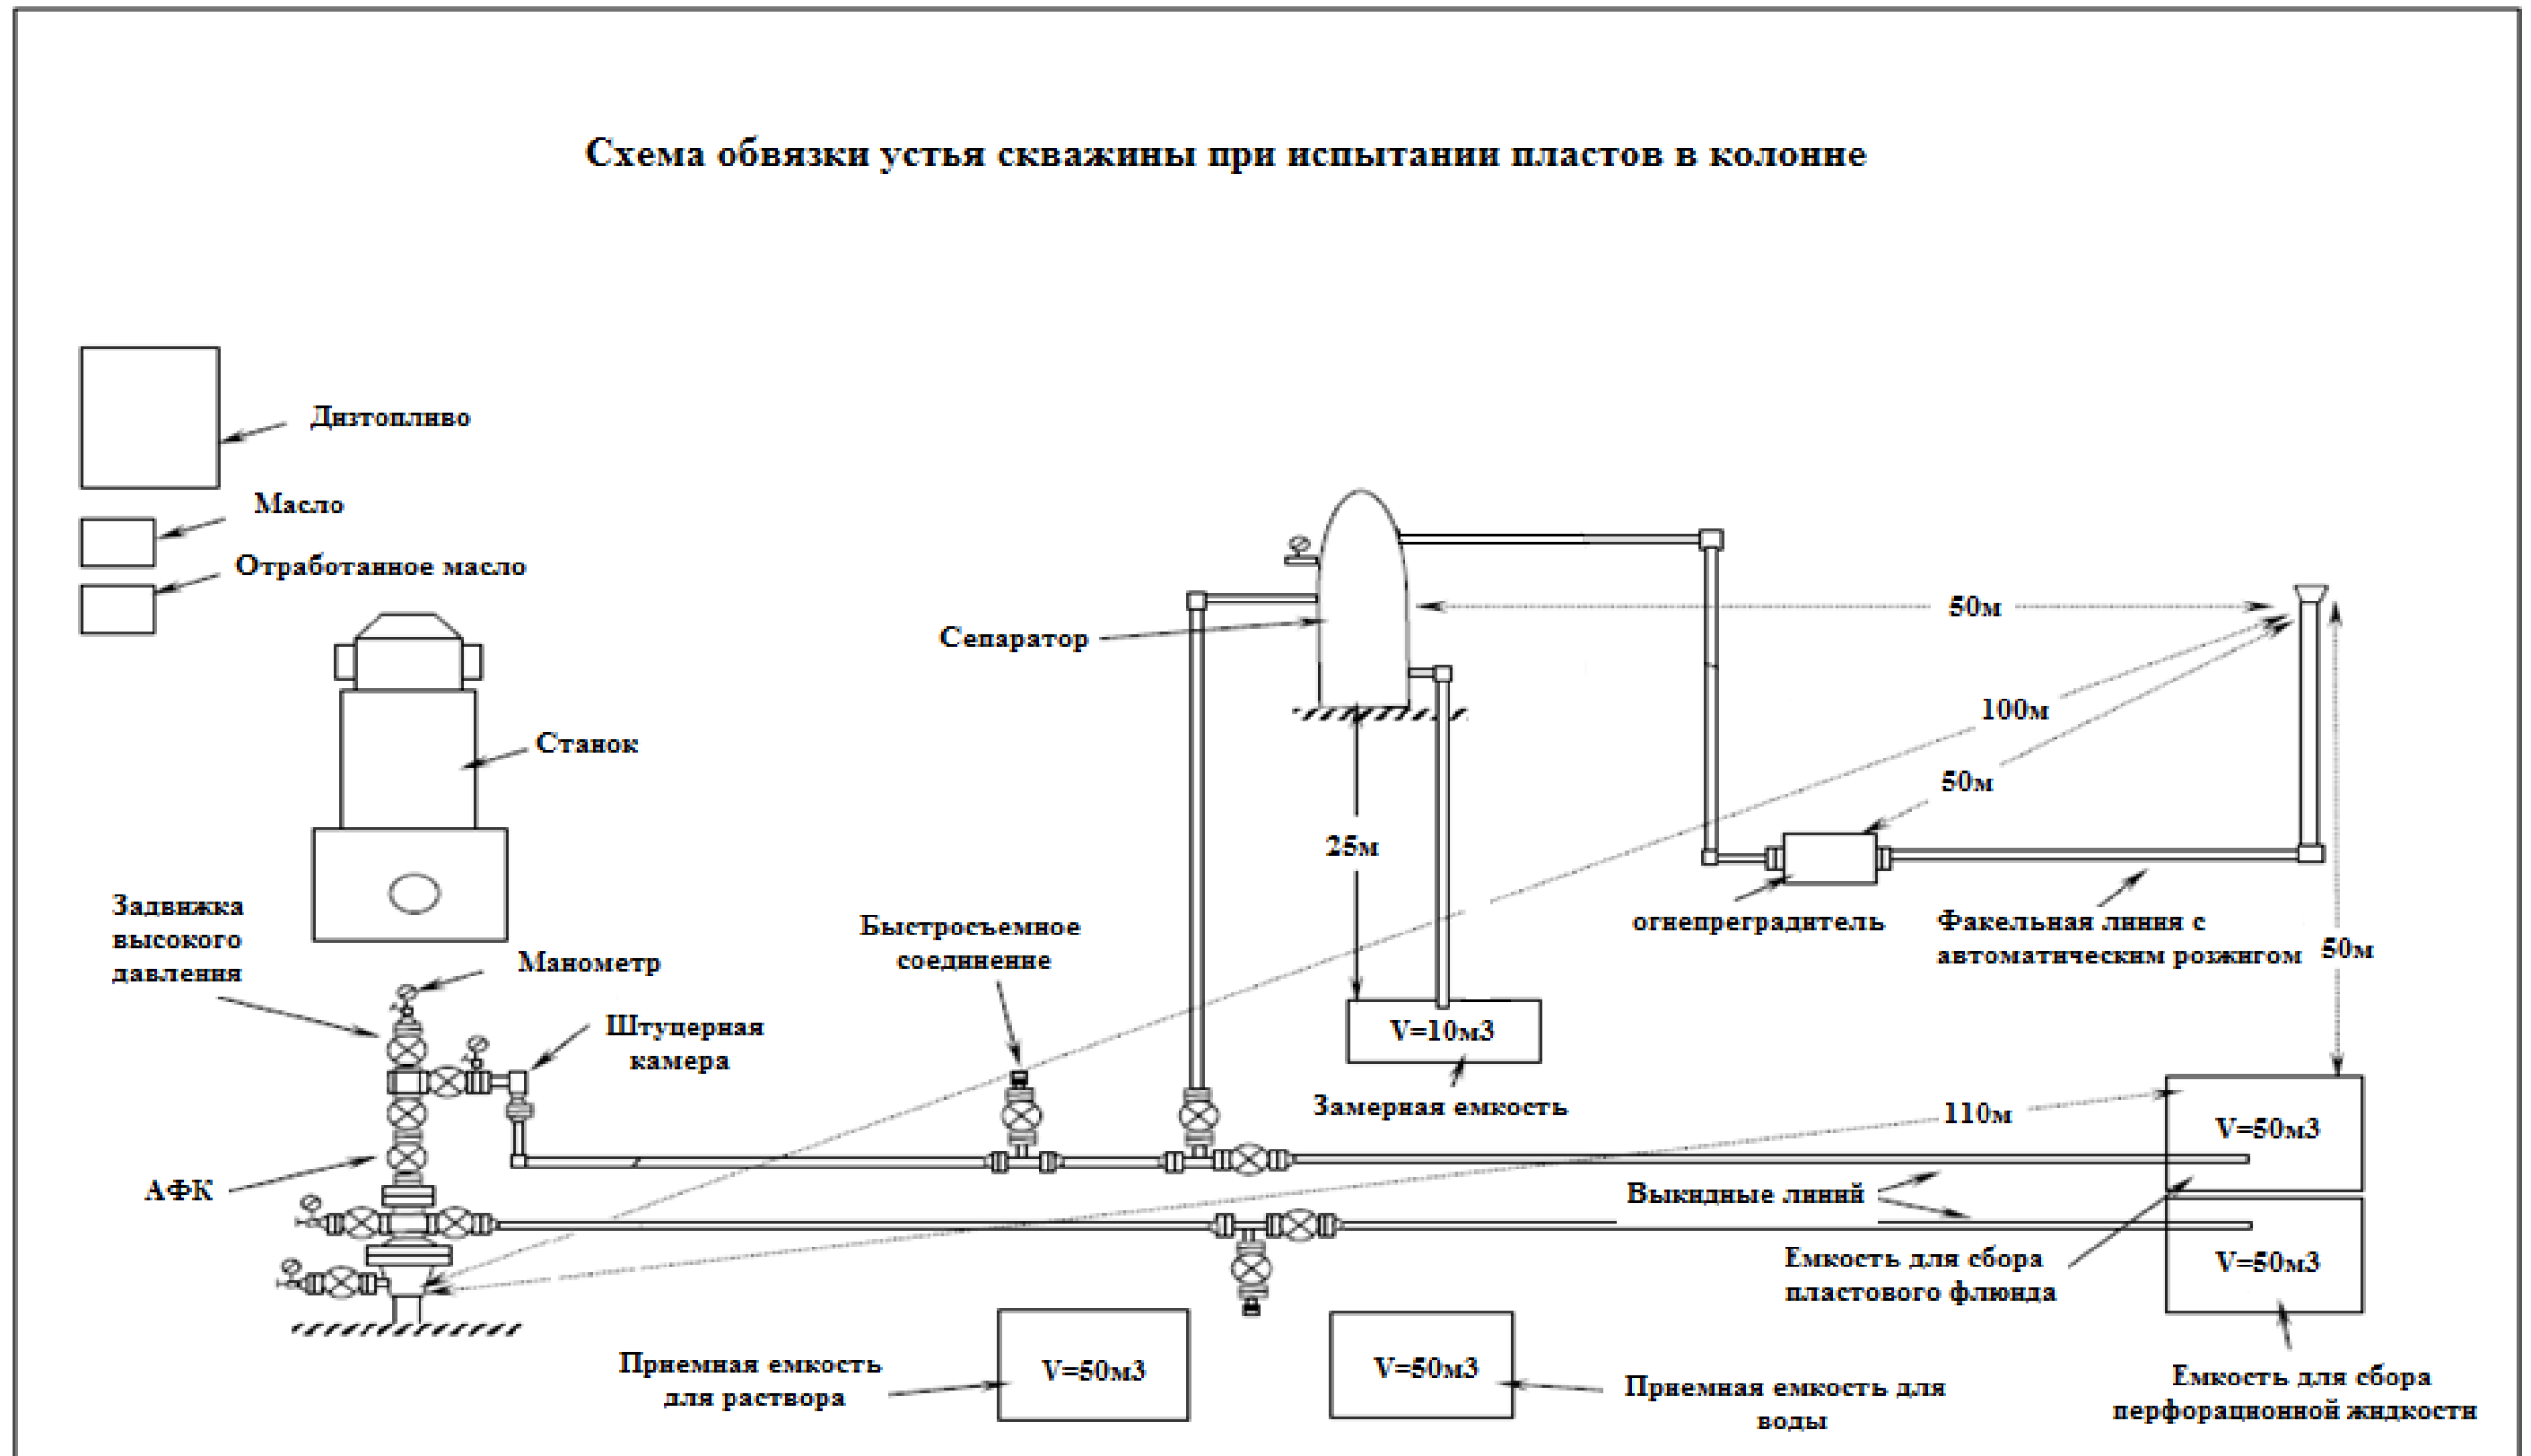 Схема обвязки устья скважины при испытании пластов в колонне
Дизтопливо
Масло
Отработанное масло
Сепаратор
50м
Станок
100м
50м
25м
Задвижка
высокого
давления
Быстросъемное
соединение
огнепреградитель
Факельная линия с
автоматическим розжигом
50м
Манометр
Штуцерная
камера
V=10м3
Замерная емкость
110м
V=50м3
АФК
Выкидные линий
Емкость для сбора
пластового флюида
V=50м3
Приемная емкость
для раствора
V=50м3
V=50м3
Приемная емкость для
воды
Емкость для сбора
перфорационной жидкости